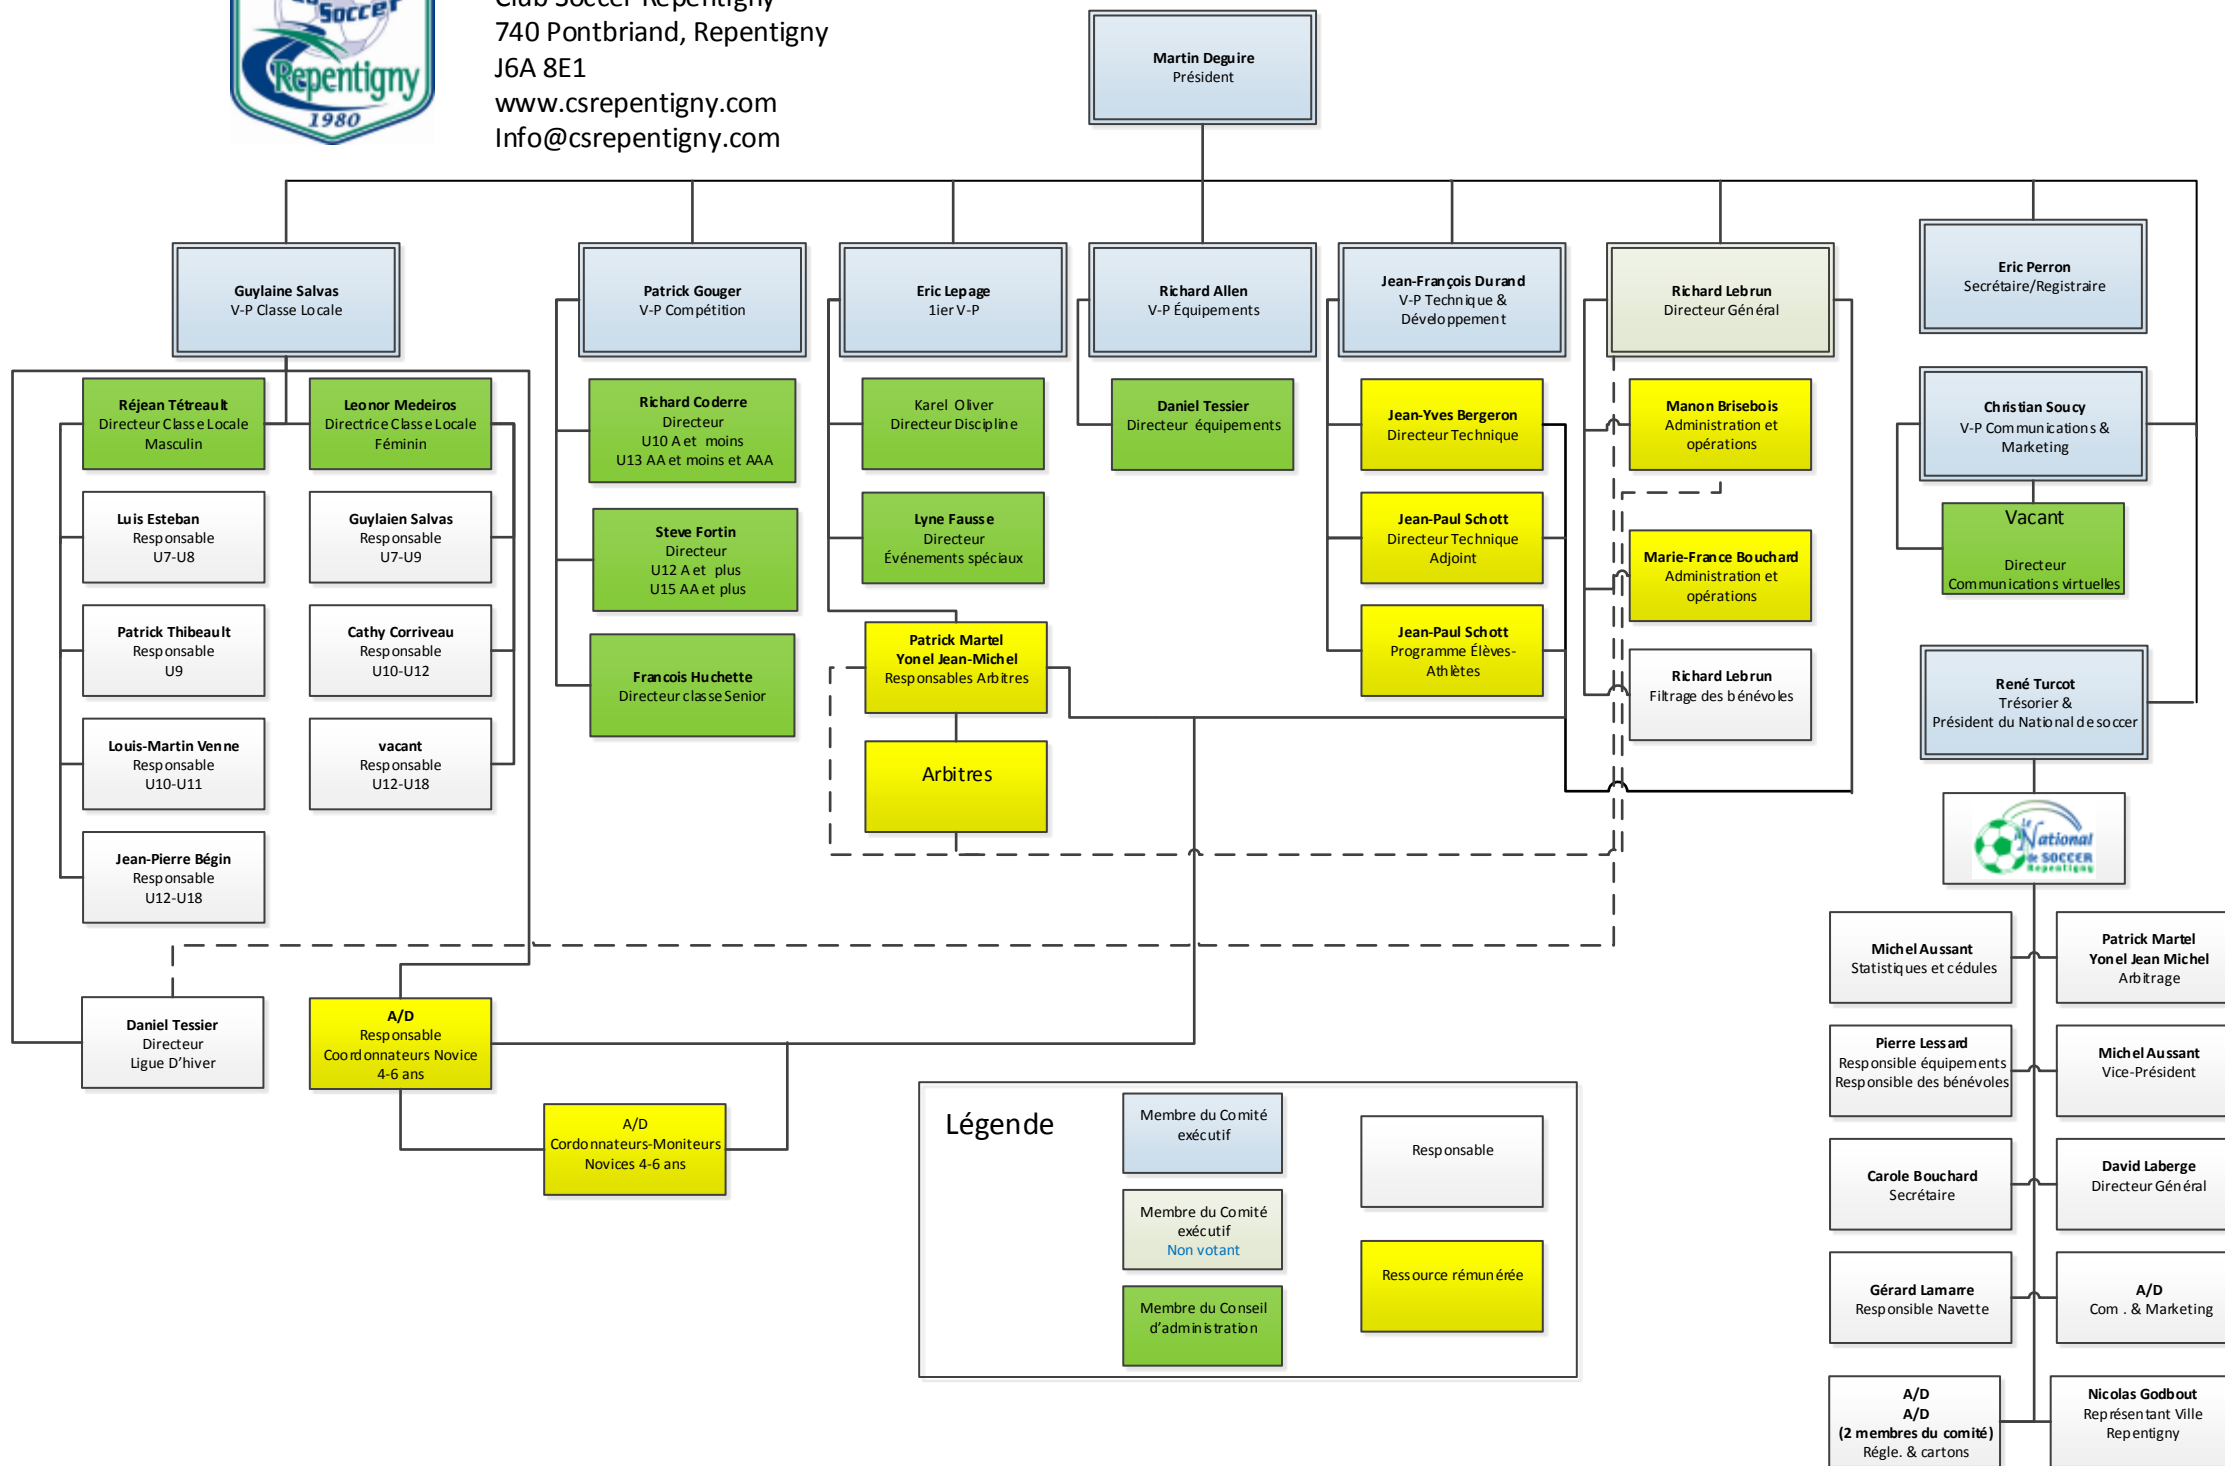 Soccer
Repentigny
1980
Club Soccer Repentigny
740 Pontbriand, Repentigny
J6A 8E1
www.csrepentigny.com
Info@csrepentigny.com
Martin Deguire
Président
Guylaine Salvas
V-P Classe Locale
Patrick Gouger
V-P Compétition
Eric Lepage
1ier V-P
Richard Allen
V-P Équipements
Jean-François Durand
V-P Technique &
Développement
Richard Lebrun
Directeur Général
Eric Perron
Secrétaire/Registraire
Réjean Tétreault
Directeur Classe Locale
Masculin
Leonor Medeiros
Directrice Classe Locale
Féminin
Richard Coderre
Directeur
U10 A et moins
U13 AA et moins et AAA
Karel Oliver
Directeur Discipline
Daniel Tessier
Directeur équipements
Jean-Yves Bergeron
Directeur Technique
Manon Brisebois
Administration et
opérations
Christian Soucy
V-P Communications &
Marketing
Luis Esteban
Responsable
U7-U8
Guylaien Salvas
Responsable
U7-U9
Steve Fortin
Directeur
U12 A et plus
U15 AA et plus
Lyne Fausse
Directeur
Événements spéciaux
Jean-Paul Schott
Directeur Technique
Adjoint
Marie-France Bouchard
Administration et
opérations
Vacant
Directeur
Communications virtuelles
Patrick Thibeault
Responsable
U9
Cathy Corriveau
Responsable
U10-U12
Francois Huchette
Directeur classe Senior
Patrick Martel
Yonel Jean-Michel
Responsables Arbitres
Jean-Paul Schott
Programme Élèves-
Athlètes
Richard Lebrun
Filtrage des bénévoles
René Turcot
Trésorier &
Président du National de soccer
Louis-Martin Venne
Responsable
U10-U11
vacant
Responsable
U12-U18
Arbitres
Le
National
de SOCCER
Repentigny
Jean-Pierre Bégin
Responsable
U12-U18
Michel Aussant
Statistiques et cédules
Patrick Martel
Yonel Jean Michel
Arbitrage
Daniel Tessier
Directeur
Ligue D'hiver
A/D
Responsable
Coordonnateurs Novice
4-6 ans
Pierre Lessard
Responsible équipements
Responsible des bénévoles
Michel Aussant
Vice-Président
A/D
Cordonnateurs-Moniteurs
Novices 4-6 ans
Carole Bouchard
Secrétaire
David Laberge
Directeur Général
Gérard Lamarre
Responsible Navette
A/D
Com . & Marketing
A/D
A/D
(2 membres du comité)
Régle. & cartons
Nicolas Godbout
Représentant Ville
Repentigny
Légende
Membre du Comité
exécutif
Responsable
Membre du Comité
exécutif
Non votant
Ressource rémunérée
Membre du Conseil
d'administration